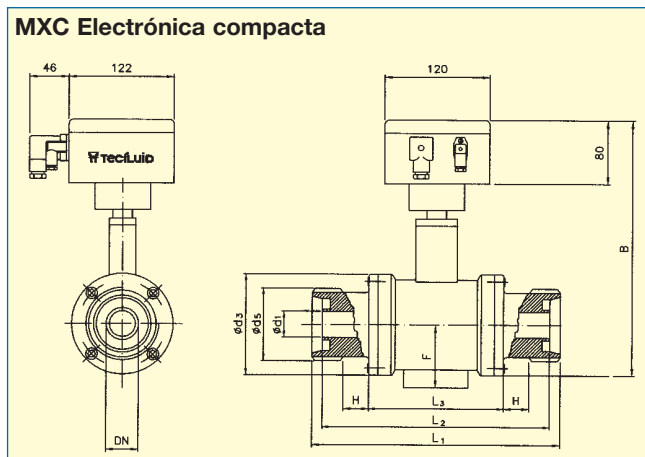 MXC Electrónica compacta
46 122 120
TECFLUID
80
B
Ød3
Ød5
Ød1
F
H L3 H
L2
DN
L1